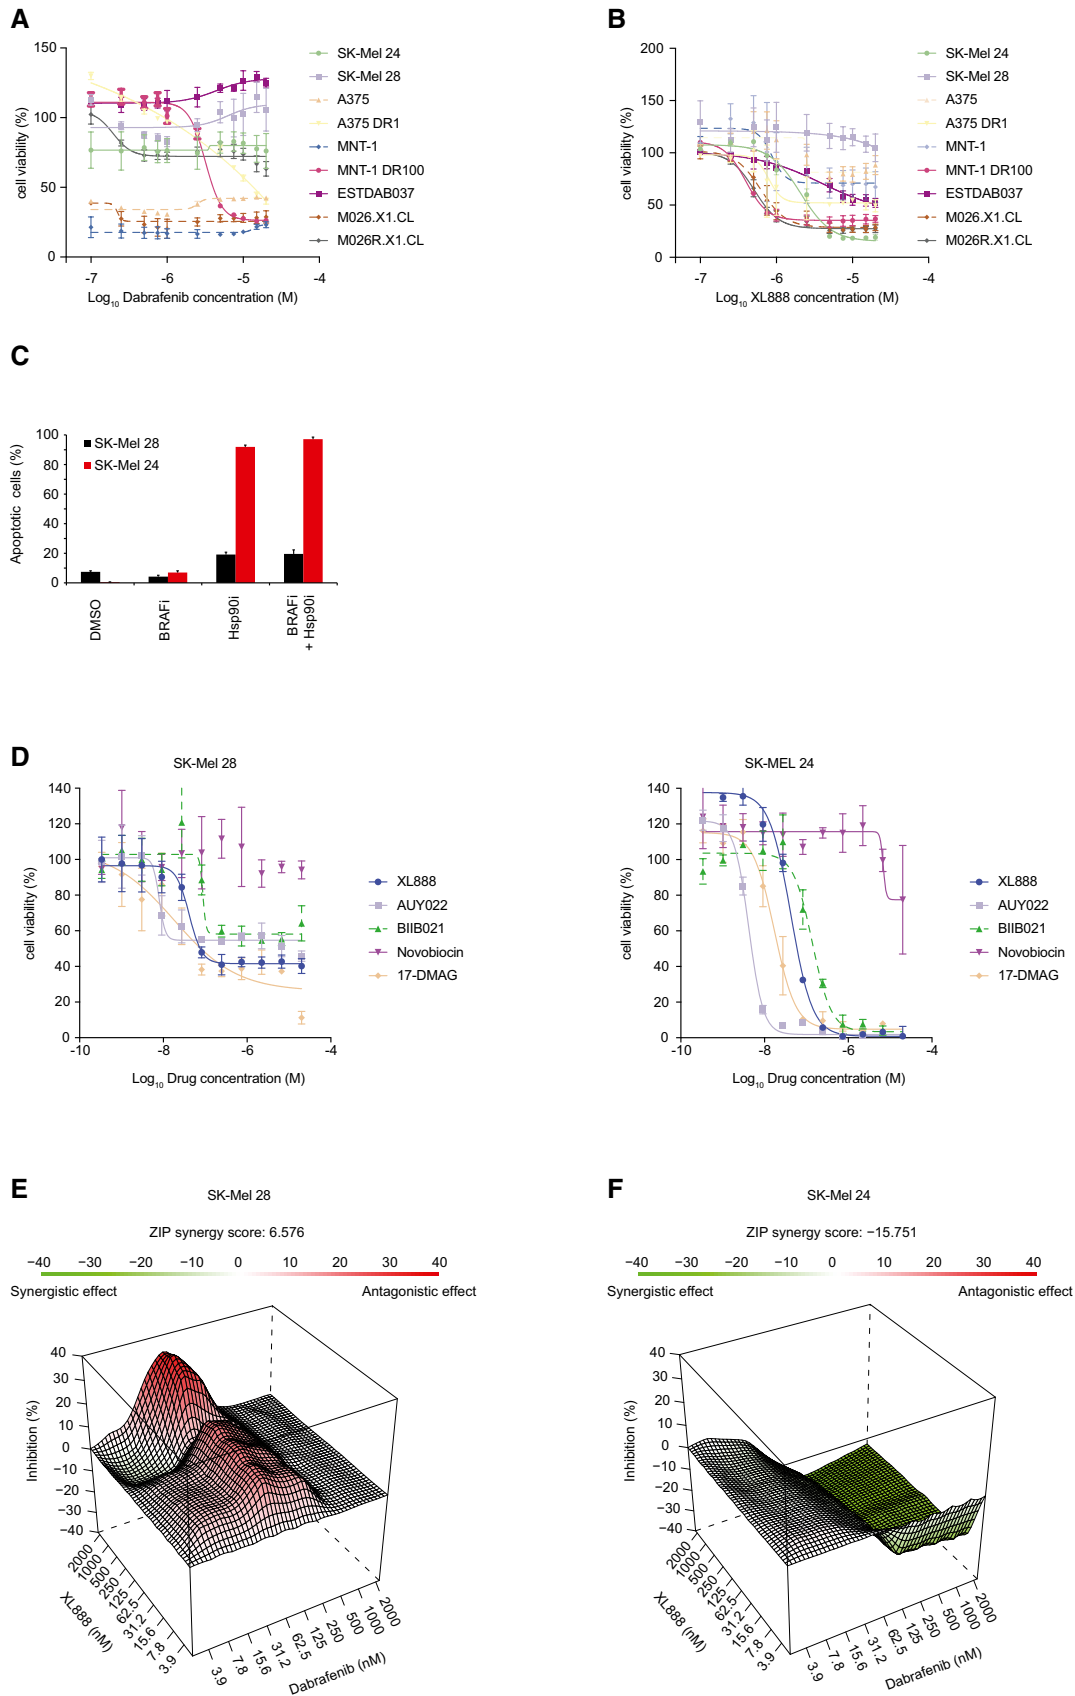 A
150
100
50
0
cell viability (%)
-7
-6
-5
-4
Log10 Dabrafenib concentration (M)
SK-Mel 24
SK-Mel 28
A375
A375 DR1
MNT-1
MNT-1 DR100
ESTDAB037
M026.X1.CL
M026R.X1.CL
B
200
150
100
50
0
cell viability (%)
-7
-6
-5
-4
Log10 XL888 concentration (M)
SK-Mel 24
SK-Mel 28
A375
A375 DR1
MNT-1
MNT-1 DR100
ESTDAB037
M026.X1.CL
M026R.X1.CL
C
100
80
60
40
20
0
Apoptotic cells (%)
SK-Mel 28
SK-Mel 24
DMSO
BRAFi
Hsp90i
BRAFi
+ Hsp90i
D
SK-Mel 28
140
120
100
80
60
40
20
0
cell viability (%)
-10
-8
-6
-4
Log10 Drug concentration (M)
XL888
AUY022
BIIB021
Novobiocin
17-DMAG
SK-MEL 24
140
120
100
80
60
40
20
0
cell viability (%)
-10
-8
-6
-4
Log10 Drug concentration (M)
XL888
AUY022
BIIB021
Novobiocin
17-DMAG
E
SK-Mel 28
ZIP synergy score: 6.576
−40 −30 −20 −10 0 10 20 30 40
Synergistic effect Antagonistic effect
40
30
20
10
0
−10
−20
−30
−40
Inhibition (%)
2000
1000
500
250
125
62.5
31.2
15.6
7.8
3.9
XL888 (nM)
3.9
7.8
15.6
31.2
62.5
125
250
500
1000
2000
Dabrafenib (nM)
F
SK-Mel 24
ZIP synergy score: −15.751
−40 −30 −20 −10 0 10 20 30 40
Synergistic effect Antagonistic effect
40
30
20
10
0
−10
−20
−30
−40
Inhibition (%)
2000
1000
500
250
125
62.5
31.2
15.6
7.8
3.9
XL888 (nM)
3.9
7.8
15.6
31.2
62.5
125
250
500
1000
2000
Dabrafenib (nM)